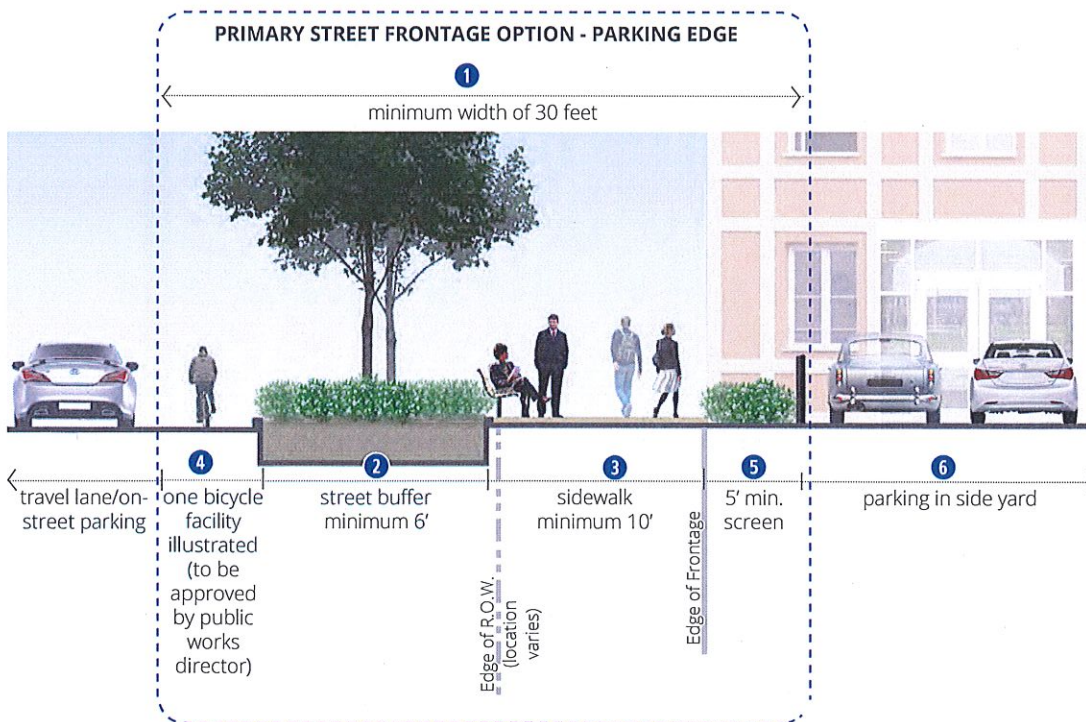 PRIMARY STREET FRONTAGE OPTION - PARKING EDGE
1
minimum width of 30 feet
4
2
3
5
6
travel lane/on-
street parking
one bicycle
facility
illustrated
(to be
approved
by public
works
director)
street buffer
minimum 6'
sidewalk
minimum 10'
5' min.
screen
parking in side yard
Edge of R.O.W.
(location
varies)
Edge of Frontage